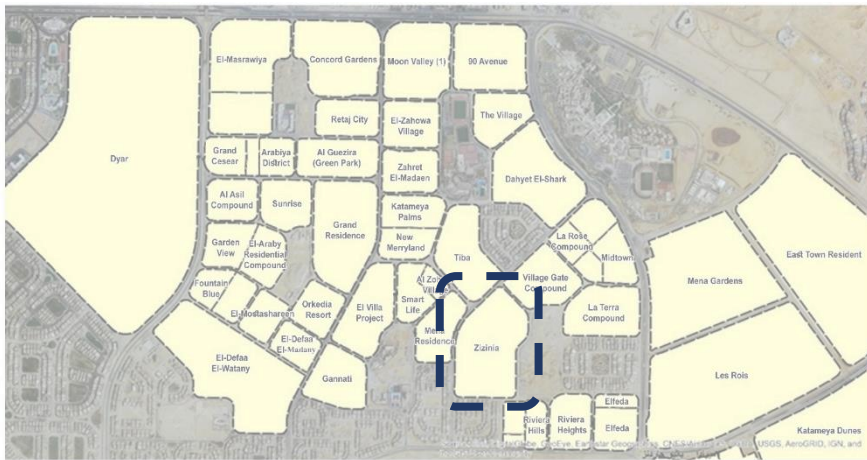 El-Masrawiya
Concord Gardens
Moon Valley (1)
90 Avenue
Retaj City
El-Zahowa
Village
The Village
Dyar
Grand
Cesear
Arabiya
District
Al Guezira
(Green Park)
Zahret
El-Madaen
Dahyet El-Shark
Al Asil
Compound
Sunrise
Grand
Residence
Katameya
Palms
New
Merryland
Garden
View
El-Araby
Residential
Compound
Tiba
La Rose
Compound
Midtown
East Town Resident
Mena Gardens
Fountain
Blue
El-Mostashareen
Orkedia
Resort
El Villa
Project
Smart
Life
Village Gate
Compound
La Terra
Compound
El-Defaa
El-Madany
Mena
Residence
Zizinia
El-Defaa
El-Watany
Gannati
Les Rois
Riviera
Hills
Riviera
Heights
Elfeda
Elfeda
Katameya Dunes
USGS, AeroGRID, IGN, and